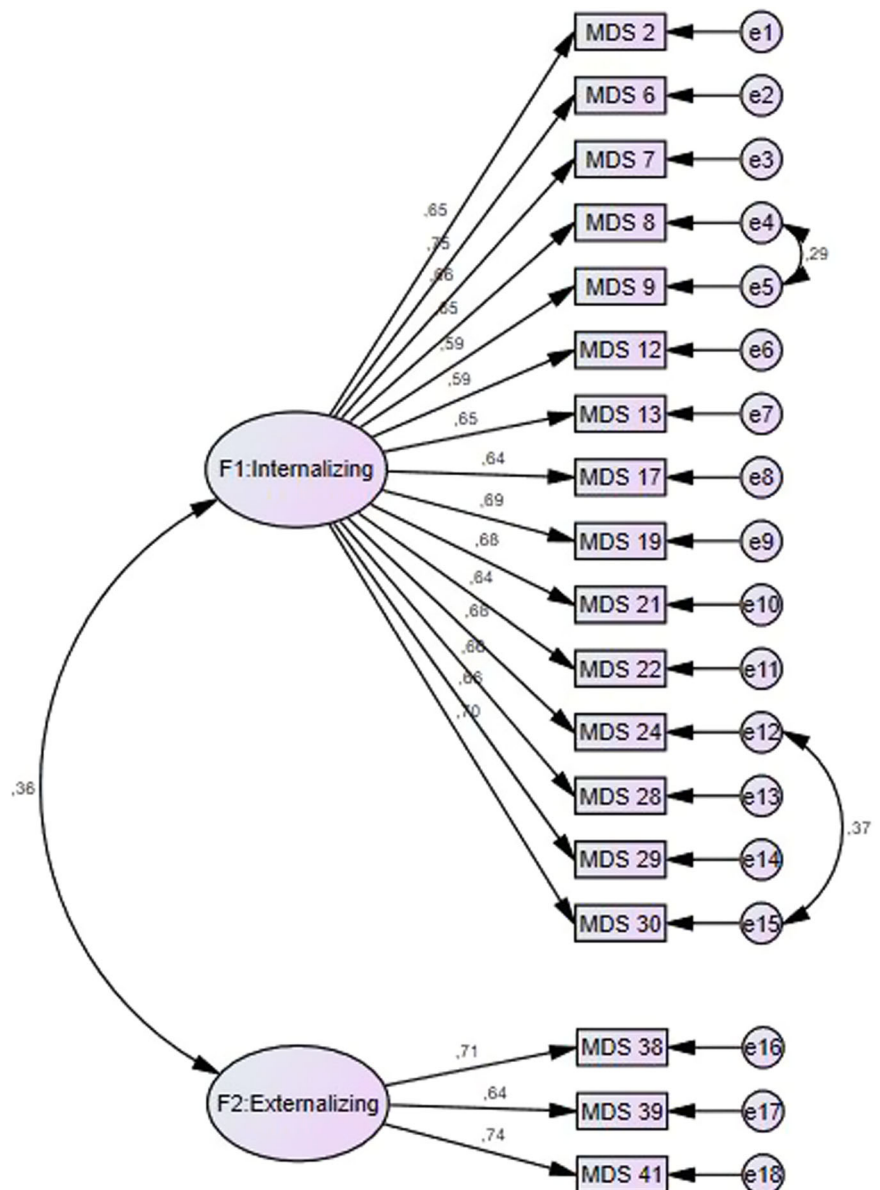 MDS 2
e1
MDS 6
e2
MDS 7
e3
MDS 8
e4
MDS 9
e5
MDS 12
e6
MDS 13
e7
MDS 17
e8
MDS 19
e9
MDS 21
e10
MDS 22
e11
MDS 24
e12
MDS 28
e13
MDS 29
e14
MDS 30
e15
,65
,75
,66
,65
,59
,59
,65
,64
,69
,68
,64
,68
,66
,66
,70
,29
,37
F1:Internalizing
,36
F2:Externalizing
,71
,64
,74
MDS 38
e16
MDS 39
e17
MDS 41
e18